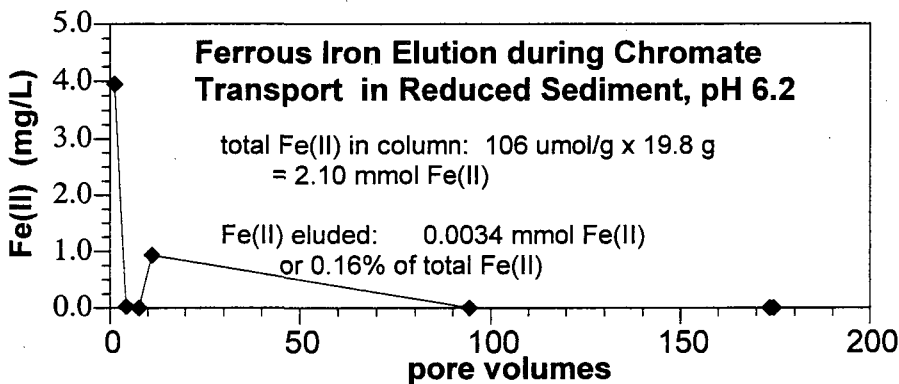 Ferrous Iron Elution during Chromate
Transport in Reduced Sediment, pH 6.2
total Fe(II) in column: 106 umol/g x 19.8 g
= 2.10 mmol Fe(II)
Fe(II) eluded: 0.0034 mmol Fe(II)
or 0.16% of total Fe(II)
Fe(II) (mg/L)
5.0
4.0
3.0
2.0
1.0
0.0
0 50 100 150 200
pore volumes